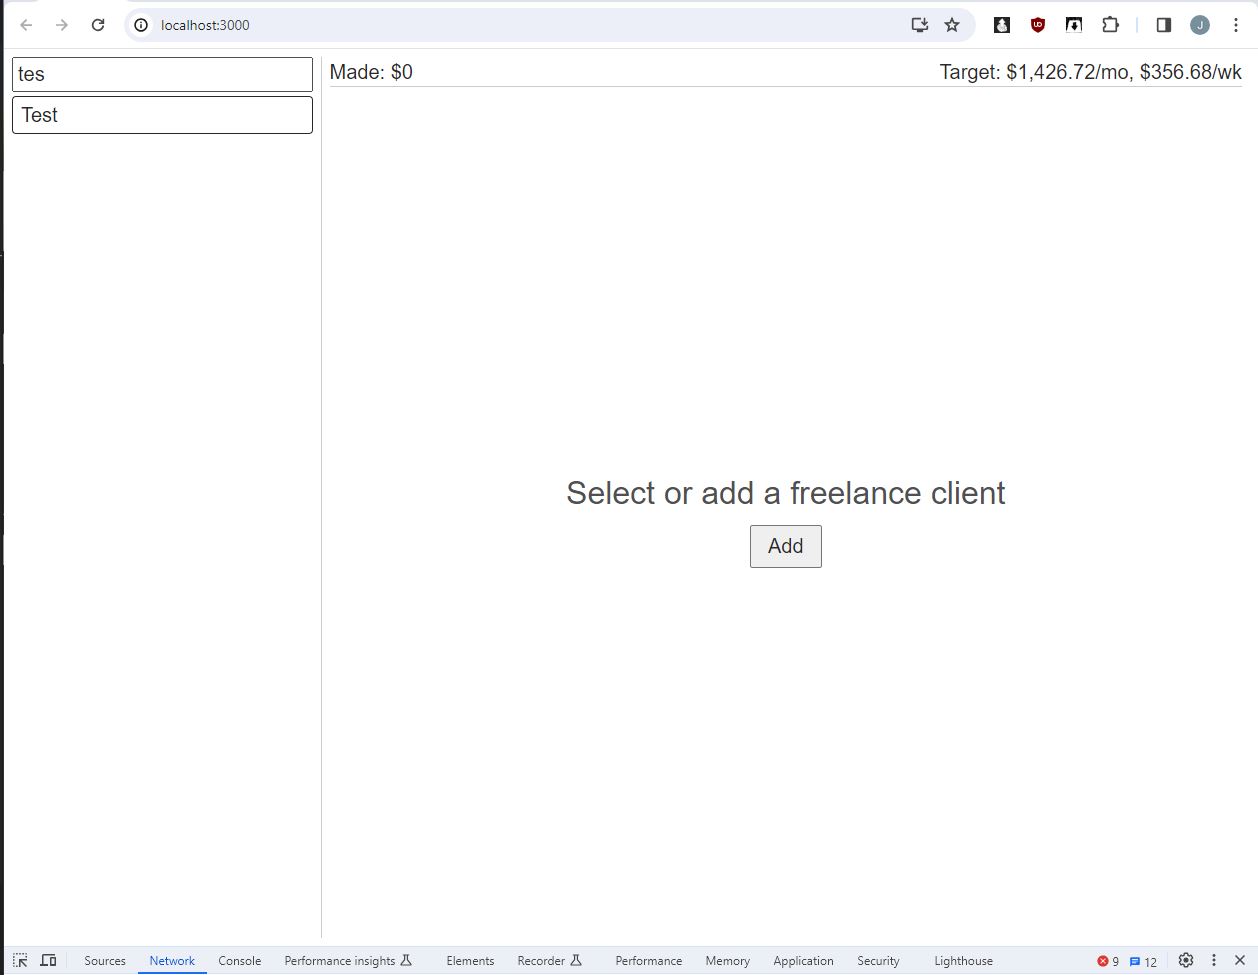 localhost:3000
UO
J
tes
Test
Made: $0
Target: $1,426.72/mo, $356.68/wk
Select or add a freelance client
Add
Sources Network Console Performance insights Elements Recorder Performance Memory Application Security Lighthouse 9 12